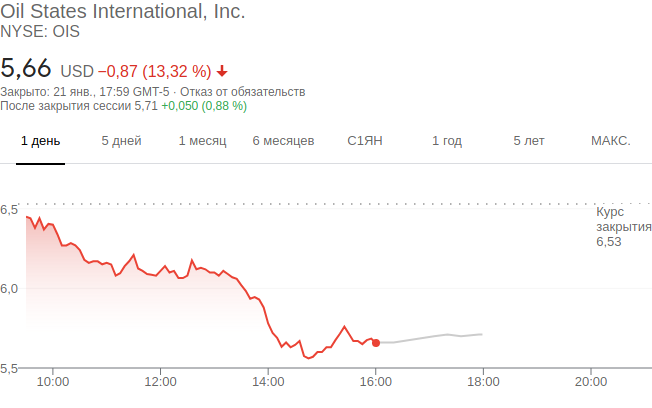 Oil States International, Inc.
NYSE: OIS
5,66 USD −0,87 (13,32 %)
Закрыто: 21 янв., 17:59 GMT-5 · Отказ от обязательств
После закрытия сессии 5,71 +0,050 (0,88 %)
1 день 5 дней 1 месяц 6 месяцев С1ЯН 1 год 5 лет МАКС.
6,5
Курс
закрытия
6,53
6,0
5,5
10:00 12:00 14:00 16:00 18:00 20:00